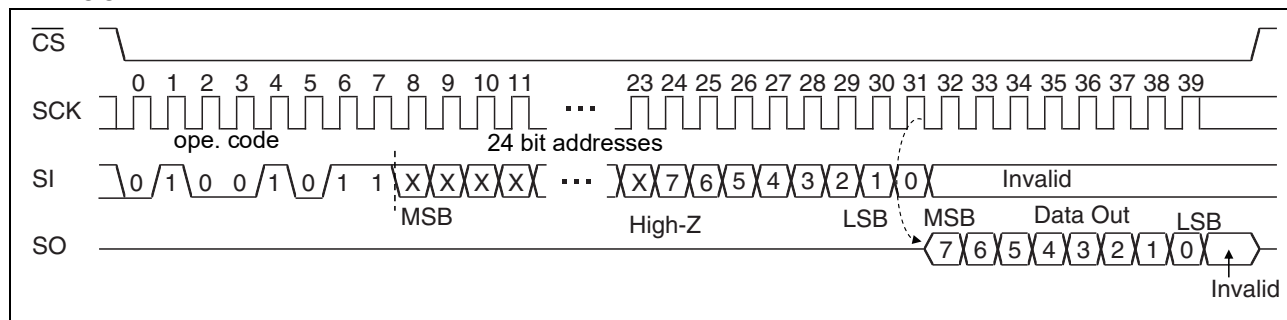 CS
0 1 2 3 4 5 6 7 8 9 10 11 23 24 25 26 27 28 29 30 31 32 33 34 35 36 37 38 39
SCK ...
ope. code 24 bit addresses
SI 0 1 0 0 1 0 1 1 X X X X ... X 7 6 5 4 3 2 1 0 Invalid
MSB High-Z LSB MSB Data Out LSB
SO 7 6 5 4 3 2 1 0
Invalid